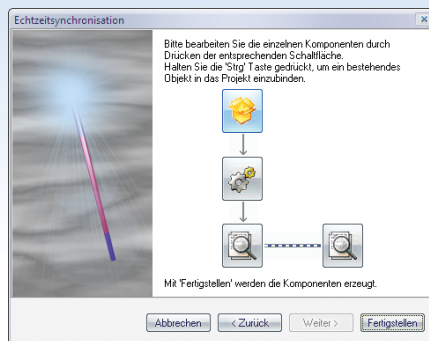 Echtzeitsynchronisation
Bitte bearbeiten Sie die einzelnen Komponenten durch
Drücken der entsprechenden Schaltfläche.
Halten Sie die 'Strg' Taste gedrückt, um ein bestehendes
Objekt in das Projekt einzubinden.
Mit 'Fertigstellen' werden die Komponenten erzeugt.
Abbrechen < Zurück Weiter > Fertigstellen